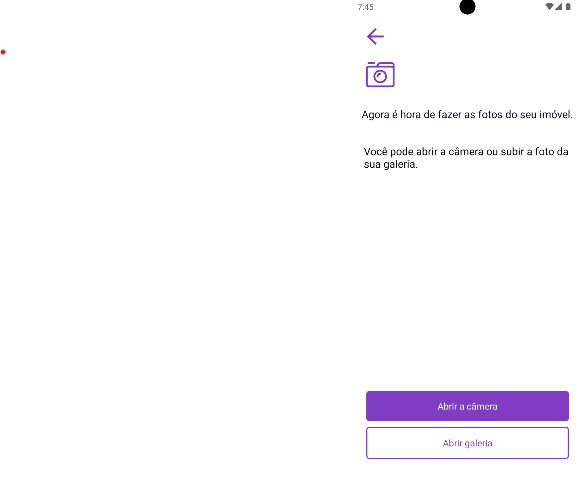 7:45
Agora é hora de fazer as fotos do seu imóvel.
Você pode abrir a câmera ou subir a foto da
sua galeria.
Abrir a câmera
Abrir galeria